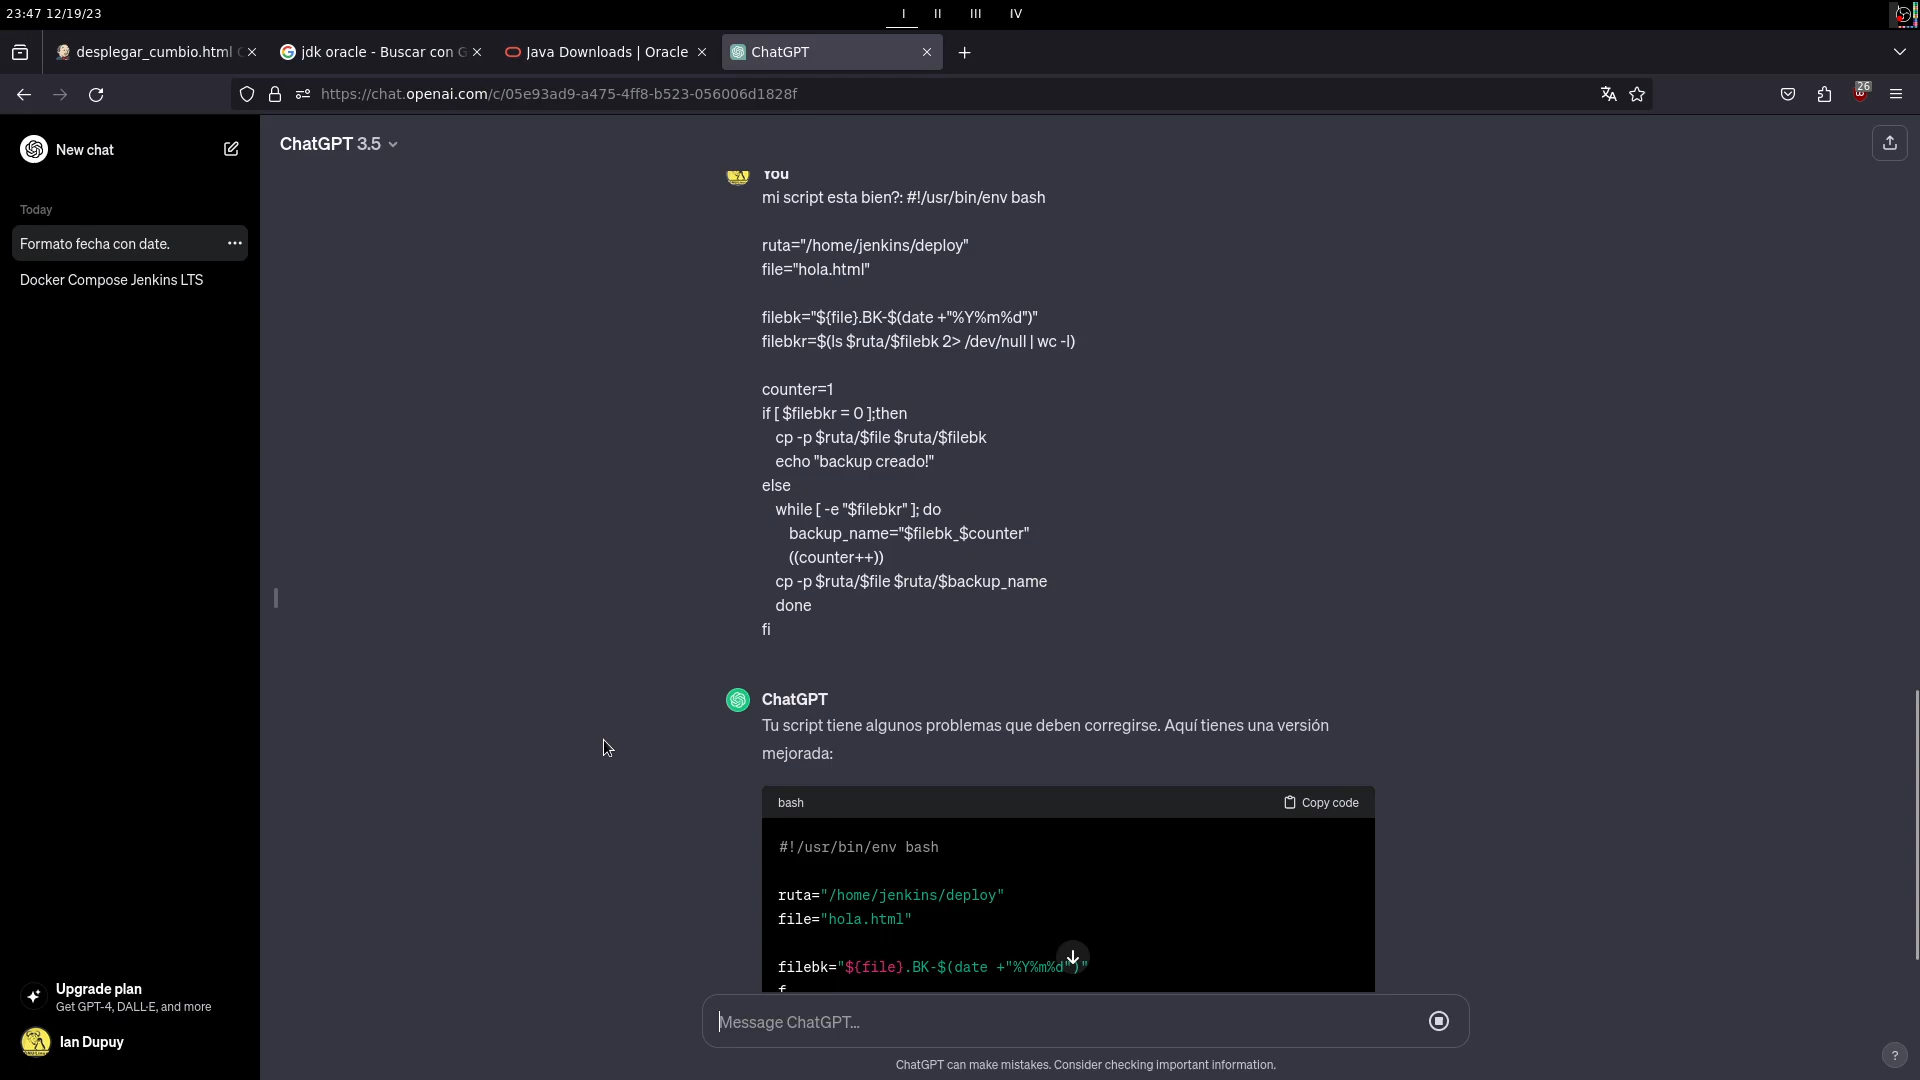 23:47 12/19/23
I II III IV
desplegar_cumbio.html
jdk oracle - Buscar con G
Java Downloads | Oracle
ChatGPT
https://chat.openai.com/c/05e93ad9-a475-4ff8-b523-056006d1828f
26
New chat
Today
Formato fecha con date.
Docker Compose Jenkins LTS
Upgrade plan
Get GPT-4, DALL·E, and more
Ian Dupuy
ChatGPT 3.5
You
mi script esta bien?: #!/usr/bin/env bash
ruta="/home/jenkins/deploy"
file="hola.html"
filebk="${file}.BK-$(date +"%Y%m%d")"
filebkr=$(ls $ruta/$filebk 2> /dev/null | wc -l)
counter=1
if [ $filebkr = 0 ];then
cp -p $ruta/$file $ruta/$filebk
echo "backup creado!"
else
while [ -e "$filebkr" ]; do
backup_name="$filebk_$counter"
((counter++))
cp -p $ruta/$file $ruta/$backup_name
done
fi
ChatGPT
Tu script tiene algunos problemas que deben corregirse. Aquí tienes una versión
mejorada:
bash
Copy code
#!/usr/bin/env bash
ruta="/home/jenkins/deploy"
file="hola.html"
filebk="${file}.BK-$(date +"%Y%m%d")"
f
Message ChatGPT…
ChatGPT can make mistakes. Consider checking important information.
?